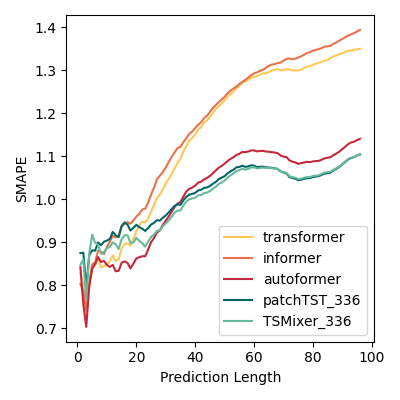 1.4
1.3
1.2
1.1
1.0
0.9
0.8
0.7
SMAPE
transformer
informer
autoformer
patchTST_336
TSMixer_336
0 20 40 60 80 100
Prediction Length